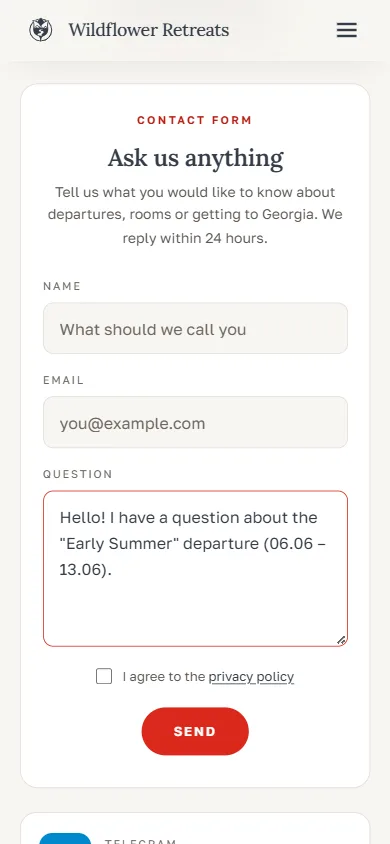 Wildflower Retreats
CONTACT FORM
Ask us anything
Tell us what you would like to know about
departures, rooms or getting to Georgia. We
reply within 24 hours.
NAME
What should we call you
EMAIL
you@example.com
QUESTION
Hello! I have a question about the
"Early Summer" departure (06.06 –
13.06).
I agree to the privacy policy
SEND
TELEGRAM